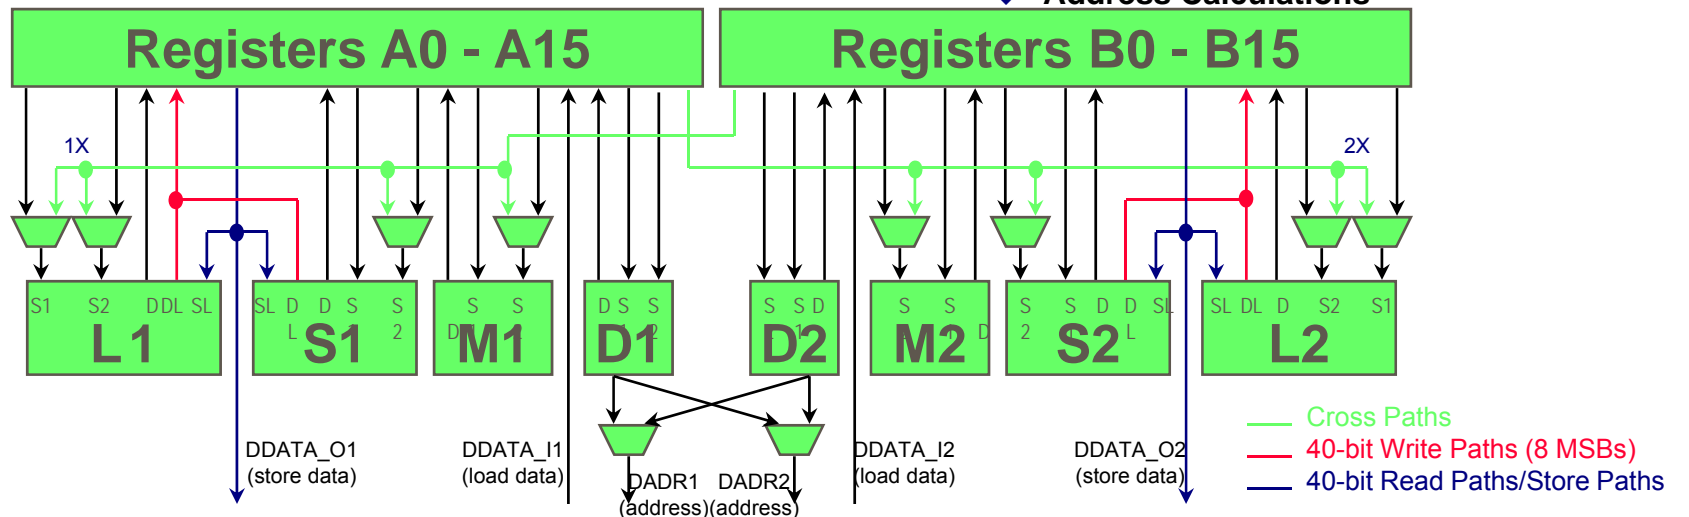 Address Calculations
Registers A0 - A15
Registers B0 - B15
1X
2X
S1 S2 D DL SL
SL D D S S
S S
D S S
S S D
S S
S S D D SL
SL DL D S2 S1
L 2 D 1 D 2 L
L1 S1 M1 D1 D2 M2 S2 L2
Cross Paths
40-bit Write Paths (8 MSBs)
40-bit Read Paths/Store Paths
DDATA_O1
(store data)
DDATA_I1
(load data)
DADR1
(address)
DADR2
(address)
DDATA_I2
(load data)
DDATA_O2
(store data)